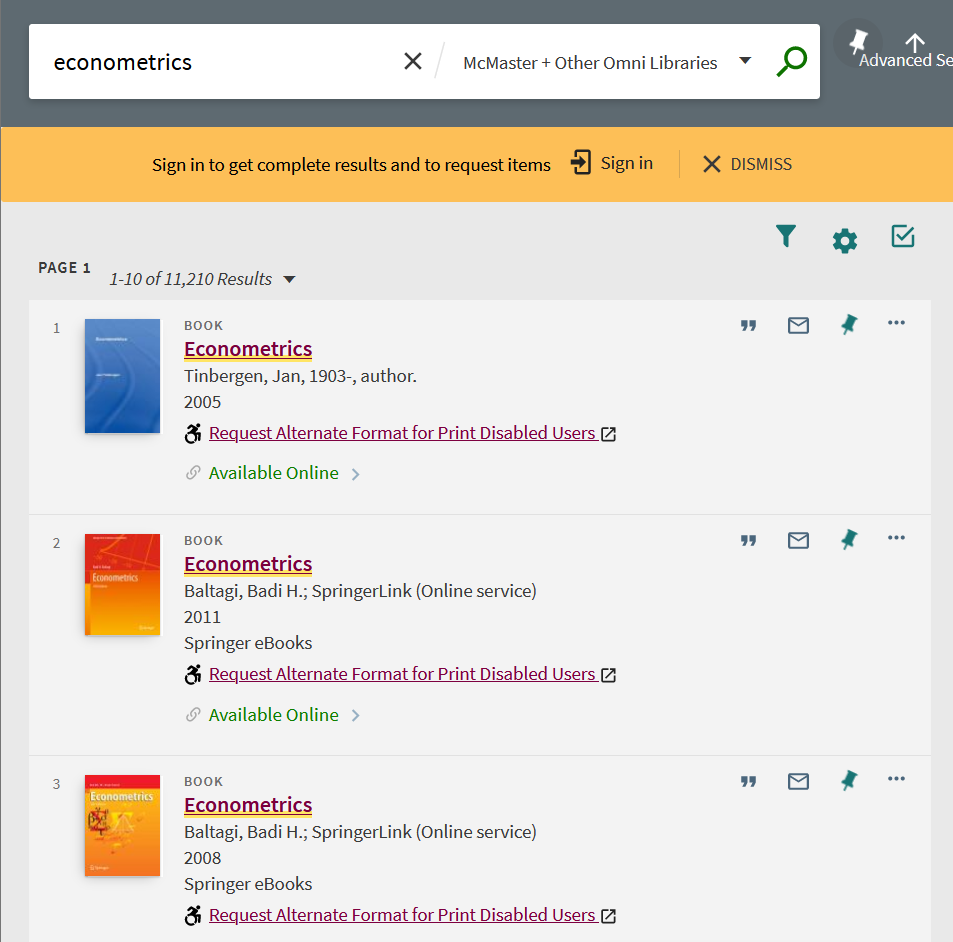 econometrics
McMaster + Other Omni Libraries
Advanced Se
Sign in to get complete results and to request items
Sign in
DISMISS
PAGE 1
1-10 of 11,210 Results
1
BOOK
Econometrics
Tinbergen, Jan, 1903-, author.
2005
Request Alternate Format for Print Disabled Users
Available Online
2
Econometrics
BOOK
Econometrics
Baltagi, Badi H.; SpringerLink (Online service)
2011
Springer eBooks
Request Alternate Format for Print Disabled Users
Available Online
3
Econometrics
BOOK
Econometrics
Baltagi, Badi H.; SpringerLink (Online service)
2008
Springer eBooks
Request Alternate Format for Print Disabled Users